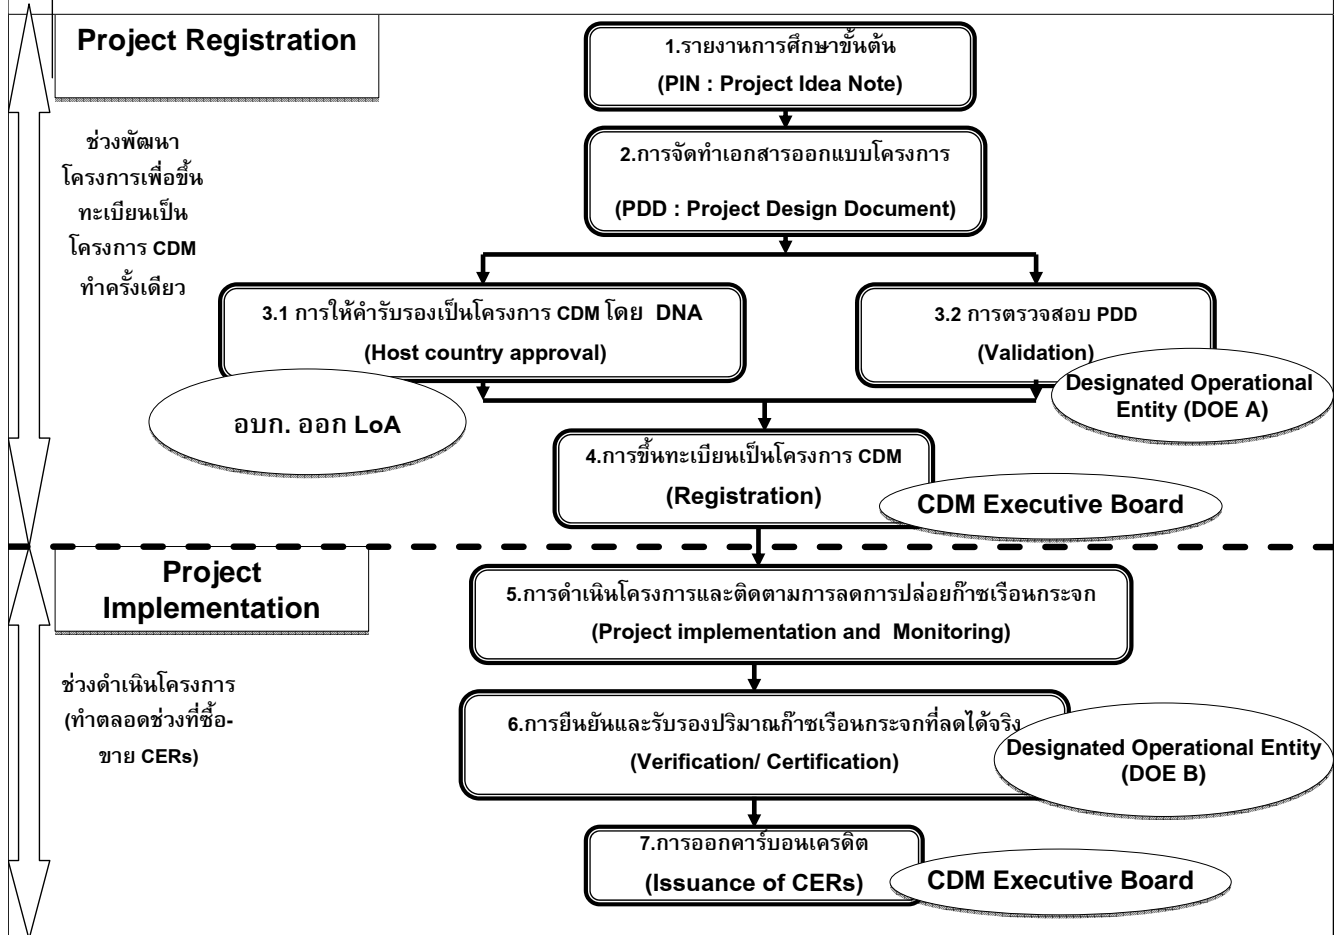 Project Registration
1.รายงานการศึกษาขั้นต้น
(PIN : Project Idea Note)
ช่วงพัฒนา
โครงการเพื่อขึ้น
ทะเบียนเป็น
โครงการ CDM
ทำครั้งเดียว
2.การจัดทำเอกสารออกแบบโครงการ
(PDD : Project Design Document)
3.1 การให้คำรับรองเป็นโครงการ CDM โดย DNA
(Host country approval)
3.2 การตรวจสอบ PDD
(Validation)
อบก. ออก LoA
Designated Operational
Entity (DOE A)
4.การขึ้นทะเบียนเป็นโครงการ CDM
(Registration)
CDM Executive Board
Project
Implementation
5.การดำเนินโครงการและติดตามการลดการปล่อยก๊าซเรือนกระจก
(Project implementation and Monitoring)
ช่วงดำเนินโครงการ
(ทำตลอดช่วงที่ซื้อ-
ขาย CERs)
6.การยืนยันและรับรองปริมาณก๊าซเรือนกระจกที่ลดได้จริง
(Verification/ Certification)
Designated Operational Entity
(DOE B)
7.การออกคาร์บอนเครดิต
(Issuance of CERs)
CDM Executive Board